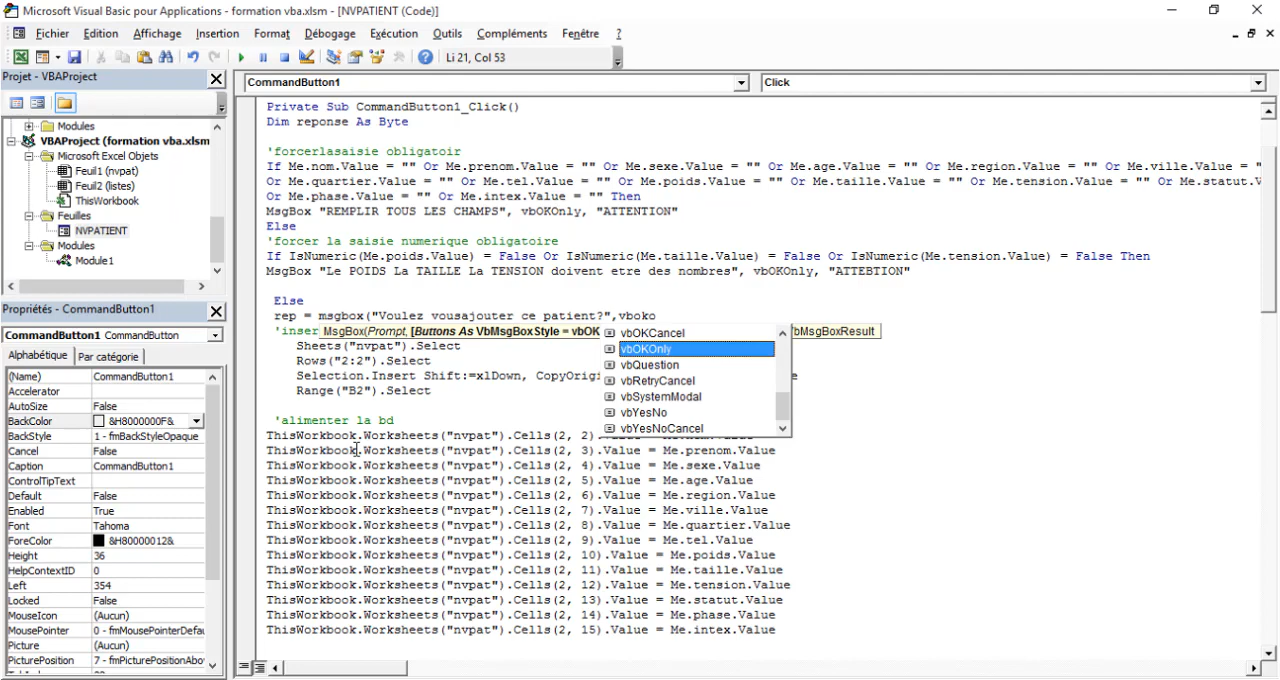 Microsoft Visual Basic pour Applications - formation vba.xlsm - [NVPATIENT (Code)]
Fichier Edition Affichage Insertion Format Débogage Exécution Outils Compléments Fenêtre ?
Li 21, Col 53
Projet - VBAProject
Modules
VBAProject (formation vba.xlsm
Microsoft Excel Objets
Feuil1 (nvpat)
Feuil2 (listes)
ThisWorkbook
Feuilles
NVPATIENT
Modules
Module1
Propriétés - CommandButton1
CommandButton1 CommandButton
Alphabétique Par catégorie
(Name) CommandButton1
Accelerator
AutoSize False
BackColor &H8000000F&
BackStyle 1 - fmBackStyleOpaque
Cancel False
Caption CommandButton1
ControlTipText
Default False
Enabled True
Font Tahoma
ForeColor &H80000012&
Height 36
HelpContextID 0
Left 354
Locked False
MouseIcon (Aucun)
MousePointer 0 - fmMousePointerDefau
Picture (Aucun)
PicturePosition 7 - fmPicturePositionAbov
CommandButton1 Click
Private Sub CommandButton1_Click()
Dim reponse As Byte
'forcerlasaisie obligatoir
If Me.nom.Value = "" Or Me.prenom.Value = "" Or Me.sexe.Value = "" Or Me.age.Value = "" Or Me.region.Value = "" Or Me.ville.Value = "
Or Me.quartier.Value = "" Or Me.tel.Value = "" Or Me.poids.Value = "" Or Me.taille.Value = "" Or Me.tension.Value = "" Or Me.statut.V
Or Me.phase.Value = "" Or Me.intex.Value = "" Then
MsgBox "REMPLIR TOUS LES CHAMPS", vbOKOnly, "ATTENTION"
Else
'forcer la saisie numerique obligatoire
If IsNumeric(Me.poids.Value) = False Or IsNumeric(Me.taille.Value) = False Or IsNumeric(Me.tension.Value) = False Then
MsgBox "Le POIDS La TAILLE La TENSION doivent etre des nombres", vbOKOnly, "ATTEBTION"
Else
rep = msgbox("Voulez vousajouter ce patient?",vboko
'inser MsgBox(Prompt, [Buttons As VbMsgBoxStyle = vbOK VbMsgBoxResult
vbOKCancel
vbOKOnly
vbQuestion
vbRetryCancel
vbSystemModal
vbYesNo
vbYesNoCancel
Sheets("nvpat").Select
Rows("2:2").Select
Selection.Insert Shift:=xlDown, CopyOrigi
Range("B2").Select
'alimenter la bd
ThisWorkbook.Worksheets("nvpat").Cells(2, 2)
ThisWorkbook.Worksheets("nvpat").Cells(2, 3).Value = Me.prenom.Value
ThisWorkbook.Worksheets("nvpat").Cells(2, 4).Value = Me.sexe.Value
ThisWorkbook.Worksheets("nvpat").Cells(2, 5).Value = Me.age.Value
ThisWorkbook.Worksheets("nvpat").Cells(2, 6).Value = Me.region.Value
ThisWorkbook.Worksheets("nvpat").Cells(2, 7).Value = Me.ville.Value
ThisWorkbook.Worksheets("nvpat").Cells(2, 8).Value = Me.quartier.Value
ThisWorkbook.Worksheets("nvpat").Cells(2, 9).Value = Me.tel.Value
ThisWorkbook.Worksheets("nvpat").Cells(2, 10).Value = Me.poids.Value
ThisWorkbook.Worksheets("nvpat").Cells(2, 11).Value = Me.taille.Value
ThisWorkbook.Worksheets("nvpat").Cells(2, 12).Value = Me.tension.Value
ThisWorkbook.Worksheets("nvpat").Cells(2, 13).Value = Me.statut.Value
ThisWorkbook.Worksheets("nvpat").Cells(2, 14).Value = Me.phase.Value
ThisWorkbook.Worksheets("nvpat").Cells(2, 15).Value = Me.intex.Value